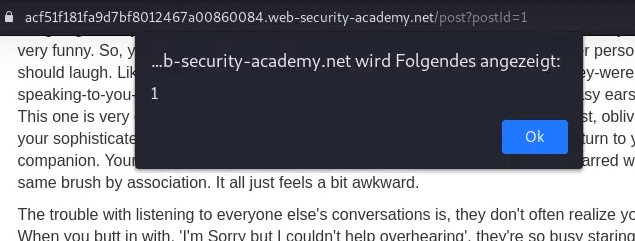 acf51f181fa9d7bf8012467a00860084.web-security-academy.net/post?postId=1
very funny. So, y
er perso
should laugh. Lik
ey-were-
speaking-to-you-
sy ears
This one is very
st, obliv
your sophisticate
turn to y
companion. Your
arred w
same brush by association. It all just feels a bit awkward.
The trouble with listening to everyone else's conversations is, they don't often realize yo
When you butt in with, 'I'm Sorry but I couldn't help overhearing', they're so busy staring
...b-security-academy.net wird Folgendes angezeigt:
1
Ok